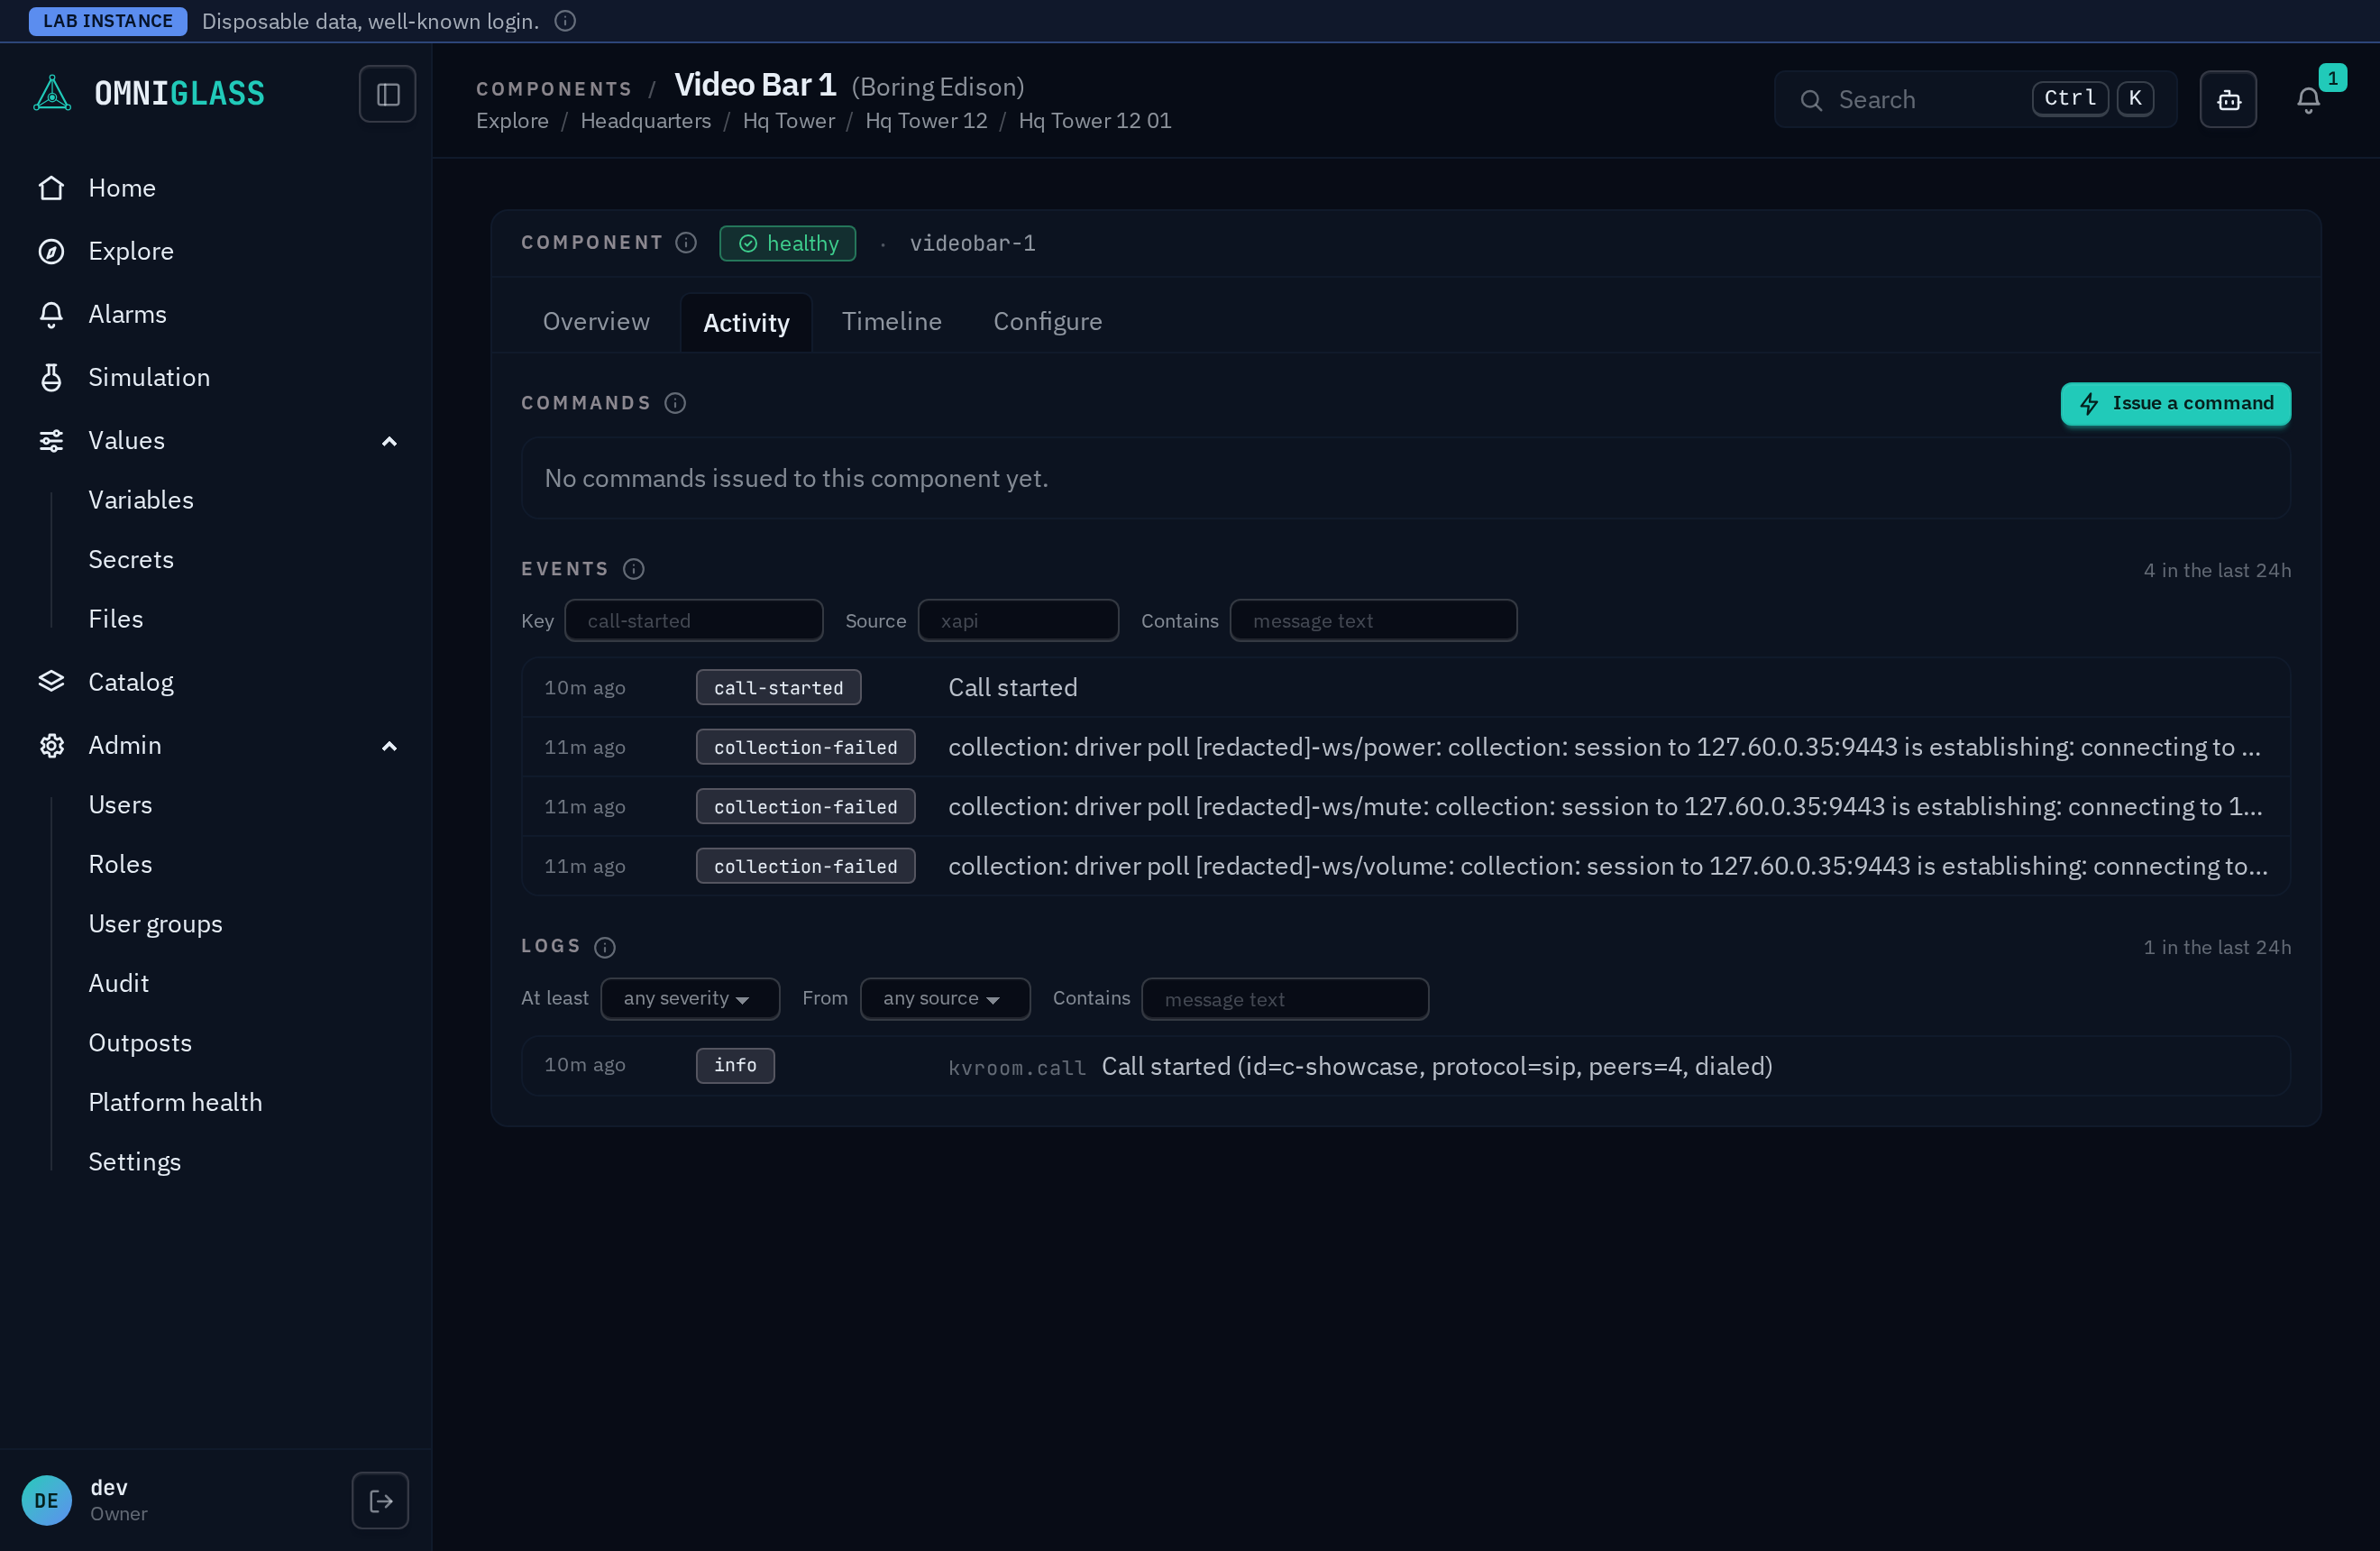 LAB INSTANCE Disposable data, well-known login.
OMNIGLASS
COMPONENTS / Video Bar 1 (Boring Edison)
Explore / Headquarters / Hq Tower / Hq Tower 12 / Hq Tower 12 01
Search Ctrl K
1
Home
Explore
Alarms
Simulation
Values
Variables
Secrets
Files
Catalog
Admin
Users
Roles
User groups
Audit
Outposts
Platform health
Settings
DE dev
Owner
COMPONENT healthy · videobar-1
Overview Activity Timeline Configure
COMMANDS Issue a command
No commands issued to this component yet.
EVENTS 4 in the last 24h
Key call-started Source xapi Contains message text
10m ago call-started Call started
11m ago collection-failed collection: driver poll [redacted]-ws/power: collection: session to 127.60.0.35:9443 is establishing: connecting to ...
11m ago collection-failed collection: driver poll [redacted]-ws/mute: collection: session to 127.60.0.35:9443 is establishing: connecting to 1...
11m ago collection-failed collection: driver poll [redacted]-ws/volume: collection: session to 127.60.0.35:9443 is establishing: connecting to...
LOGS 1 in the last 24h
At least any severity From any source Contains message text
10m ago info kvroom.call Call started (id=c-showcase, protocol=sip, peers=4, dialed)